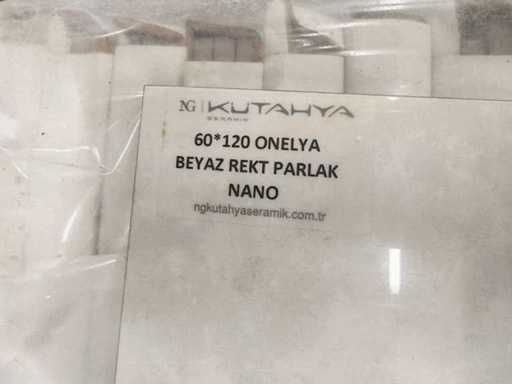 NG | KUTAHYA
SERAMIK
60*120 ONELYA
BEYAZ REKT PARLAK
NANO
ngkutahyaseramik.com.tr